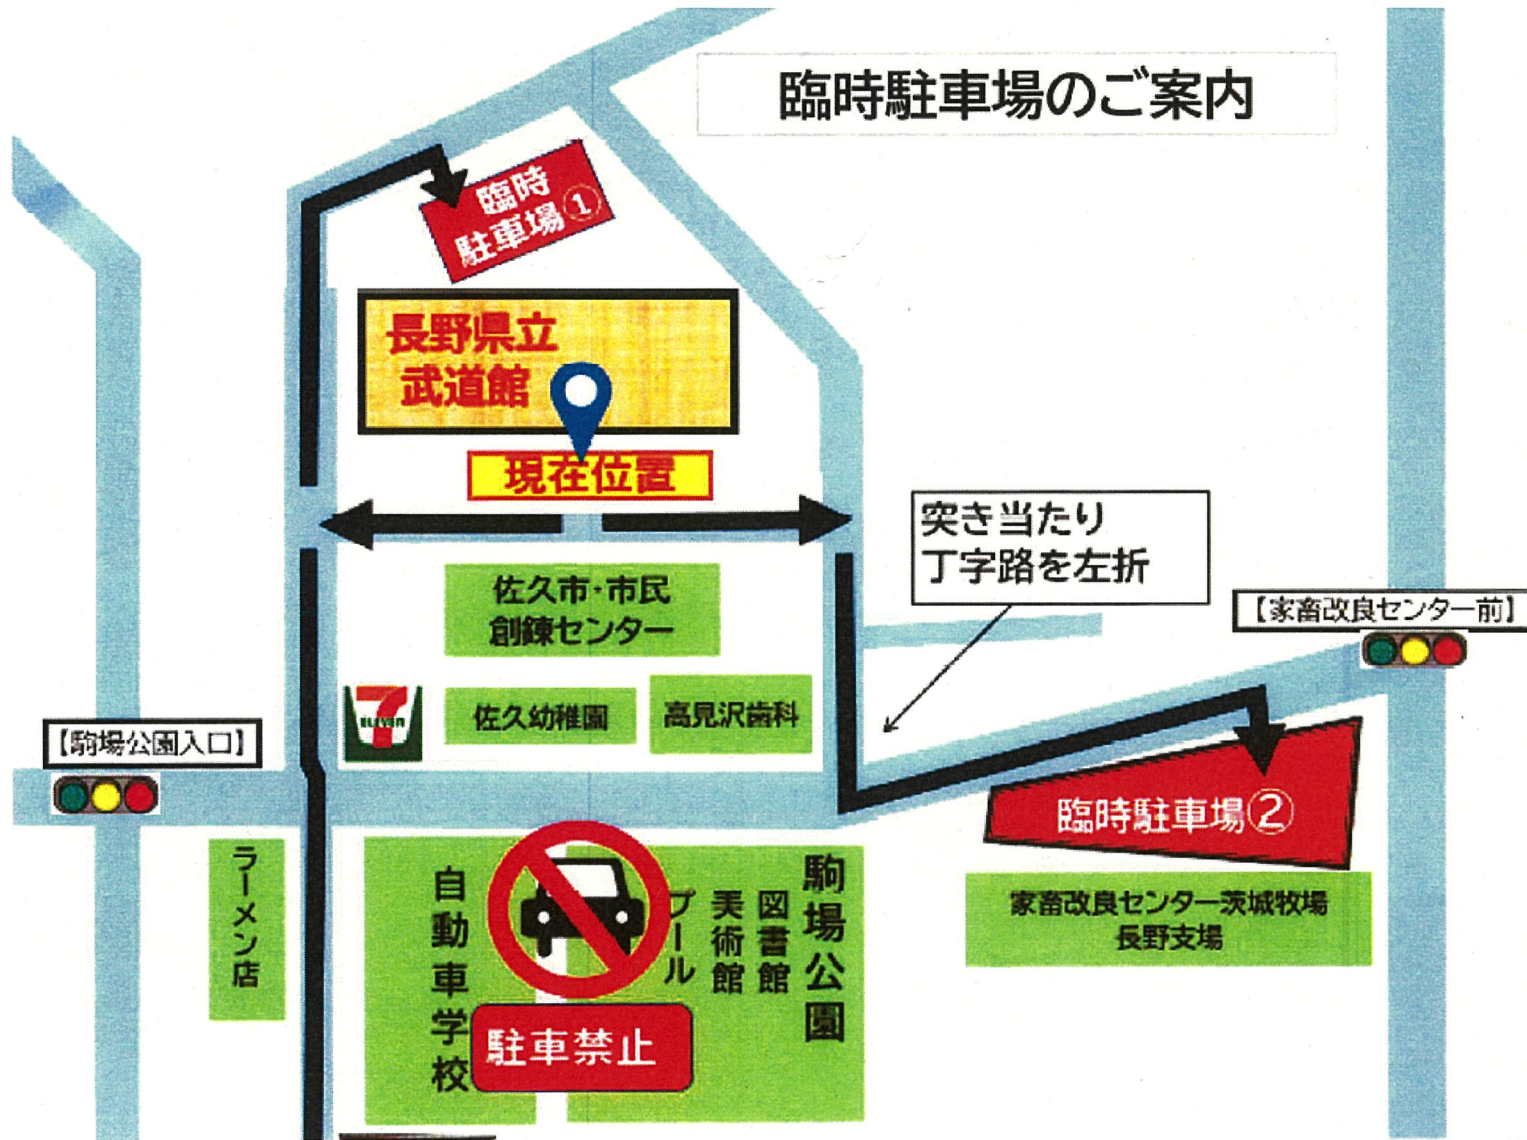 臨時駐車場のご案内
臨時
駐車場①
長野県立
武道館
現在位置
突き当たり
丁字路を左折
佐久市・市民
創錬センター
【家畜改良センター前】
7
ELEVEN
佐久幼稚園
高見沢歯科
【駒場公園入口】
臨時駐車場②
ラーメン店
自動車学校
プール
美術館
図書館
駒場公園
家畜改良センター茨城牧場
長野支場
駐車禁止